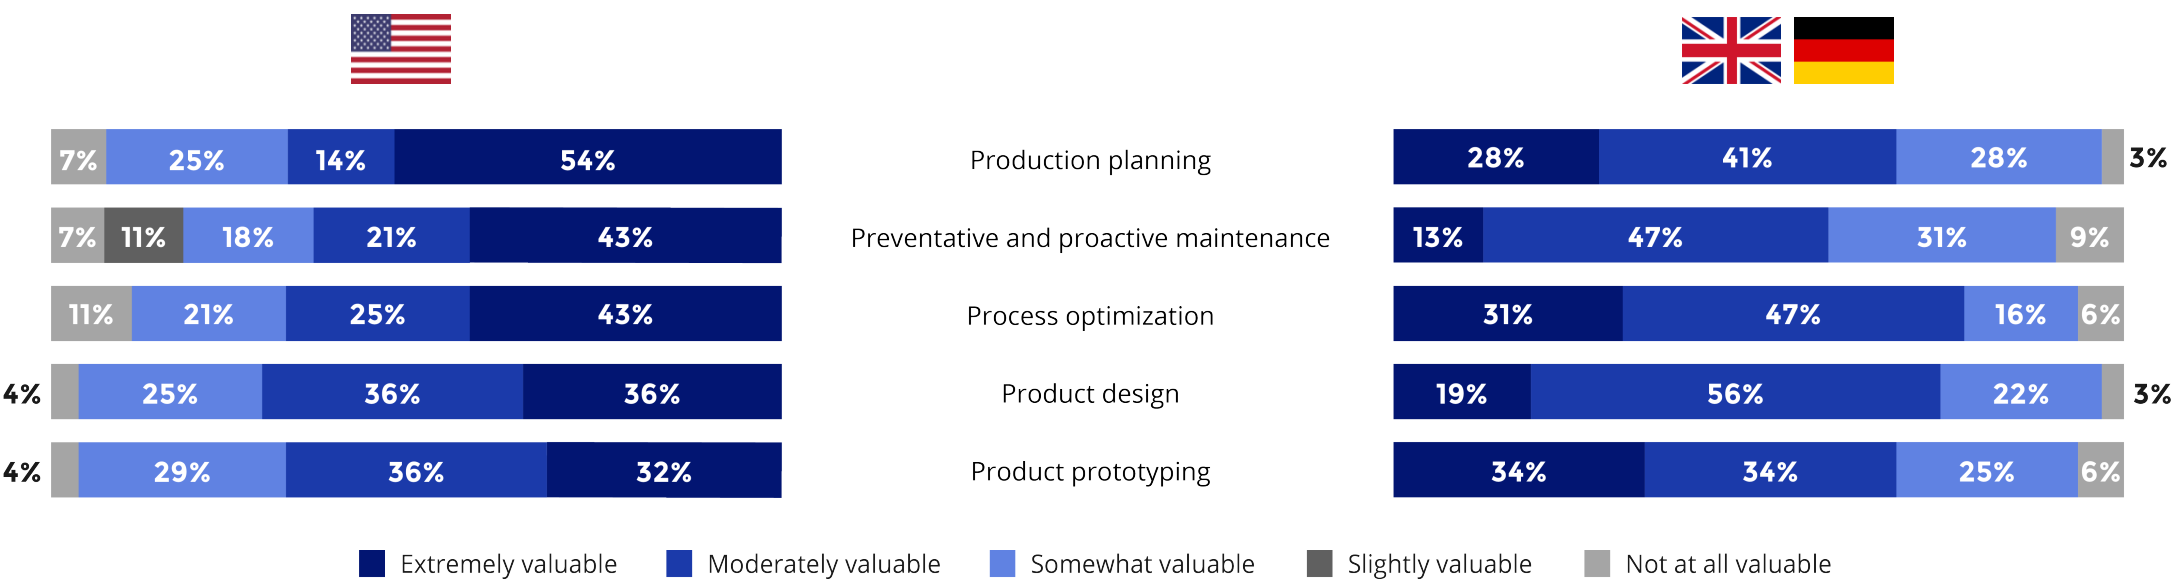 7% 25% 14% 54% Production planning 28% 41% 28% 3%
7% 11% 18% 21% 43% Preventative and proactive maintenance 13% 47% 31% 9%
11% 21% 25% 43% Process optimization 31% 47% 16% 6%
4% 25% 36% 36% Product design 19% 56% 22% 3%
4% 29% 36% 32% Product prototyping 34% 34% 25% 6%
Extremely valuable Moderately valuable Somewhat valuable Slightly valuable Not at all valuable